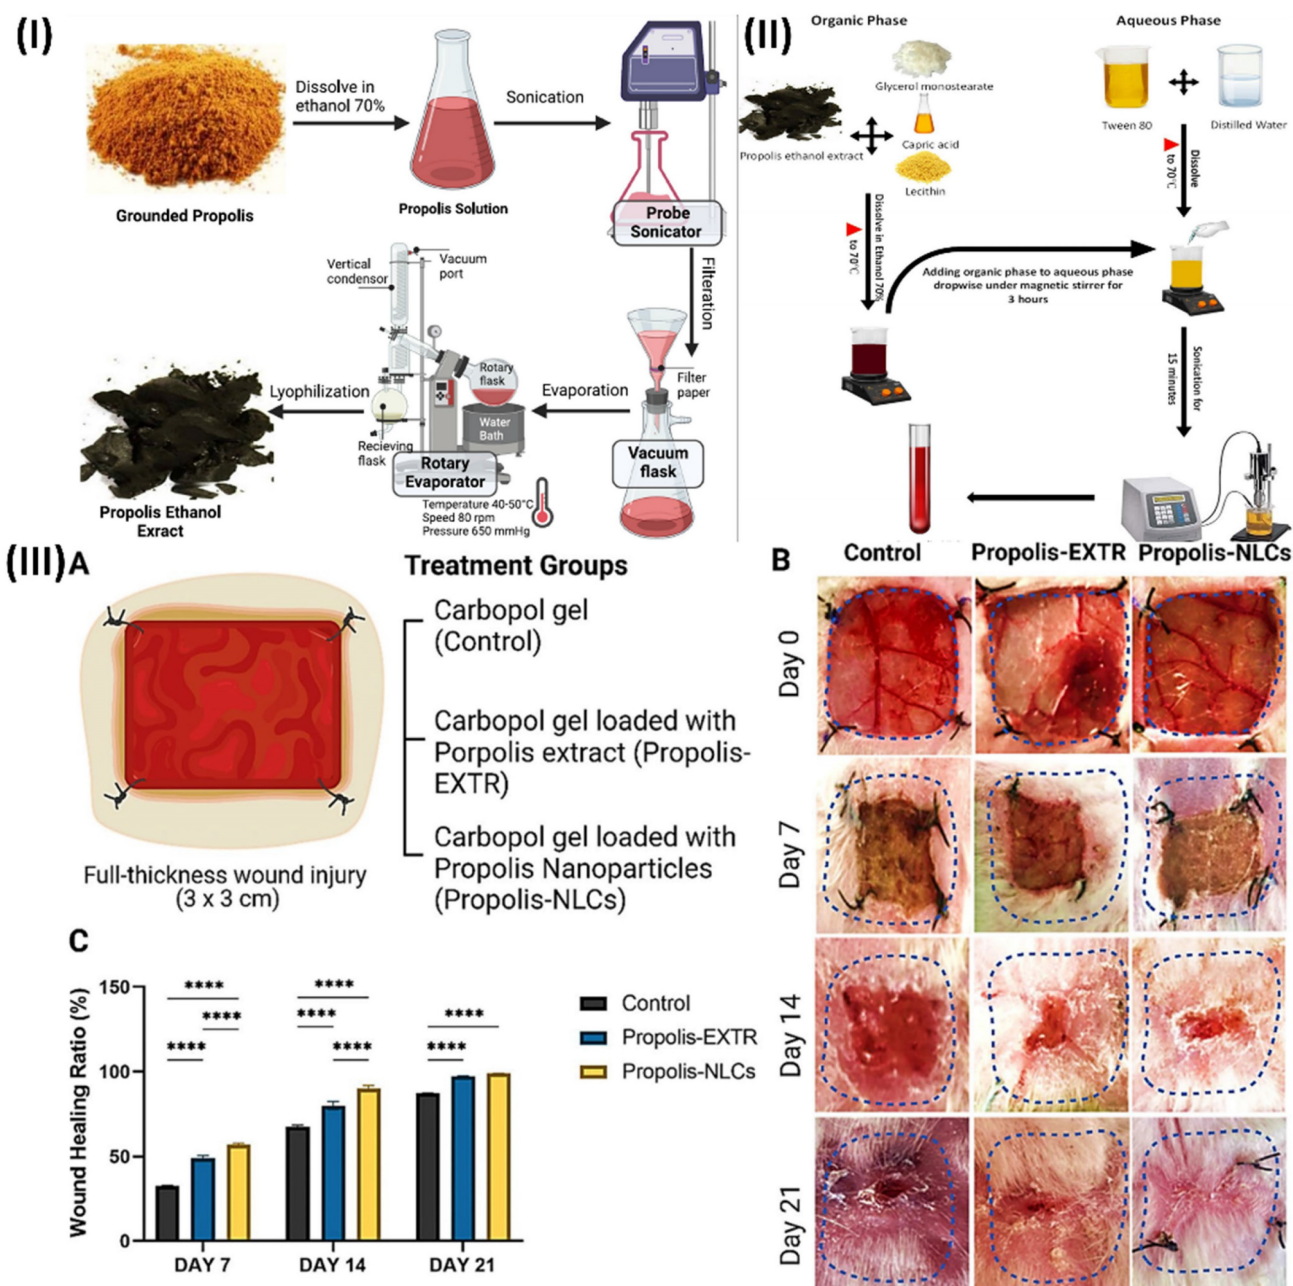 (I)
Dissolve in
ethanol 70%
Sonication
Grounded Propolis
Propolis Solution
Probe
Sonicator
Filteration
Vertical
condensor
Vacuum
port
Rotary
flask
Filter
paper
Evaporation
Water
Bath
Lyophilization
Recieving
flask
Rotary
Evaporator
Vacuum
flask
Temperature 40-50°C
Speed 80 rpm
Pressure 650 mmHg
Propolis Ethanol
Exract
(II)
Organic Phase
Aqueous Phase
Glycerol monostearate
Propolis ethanol extract
Capric acid
Lecithin
Tween 80
Distilled Water
Dissolve
to 70°C
Dissolve in Ethanol 70%
to 70°C
Adding organic phase to aqueous phase
dropwise under magnetic stirrer for
3 hours
Sonication for
15 minutes
(III) A
Treatment Groups
Carbopol gel
(Control)
Carbopol gel loaded with
Porpolis extract (Propolis-
EXTR)
Carbopol gel loaded with
Propolis Nanoparticles
(Propolis-NLCs)
Full-thickness wound injury
(3 x 3 cm)
B
Control
Propolis-EXTR
Propolis-NLCs
Day 0
Day 7
Day 14
Day 21
C
Wound Healing Ratio (%)
150
100
50
0
****
****
****
****
****
****
****
****
DAY 7
DAY 14
DAY 21
Control
Propolis-EXTR
Propolis-NLCs